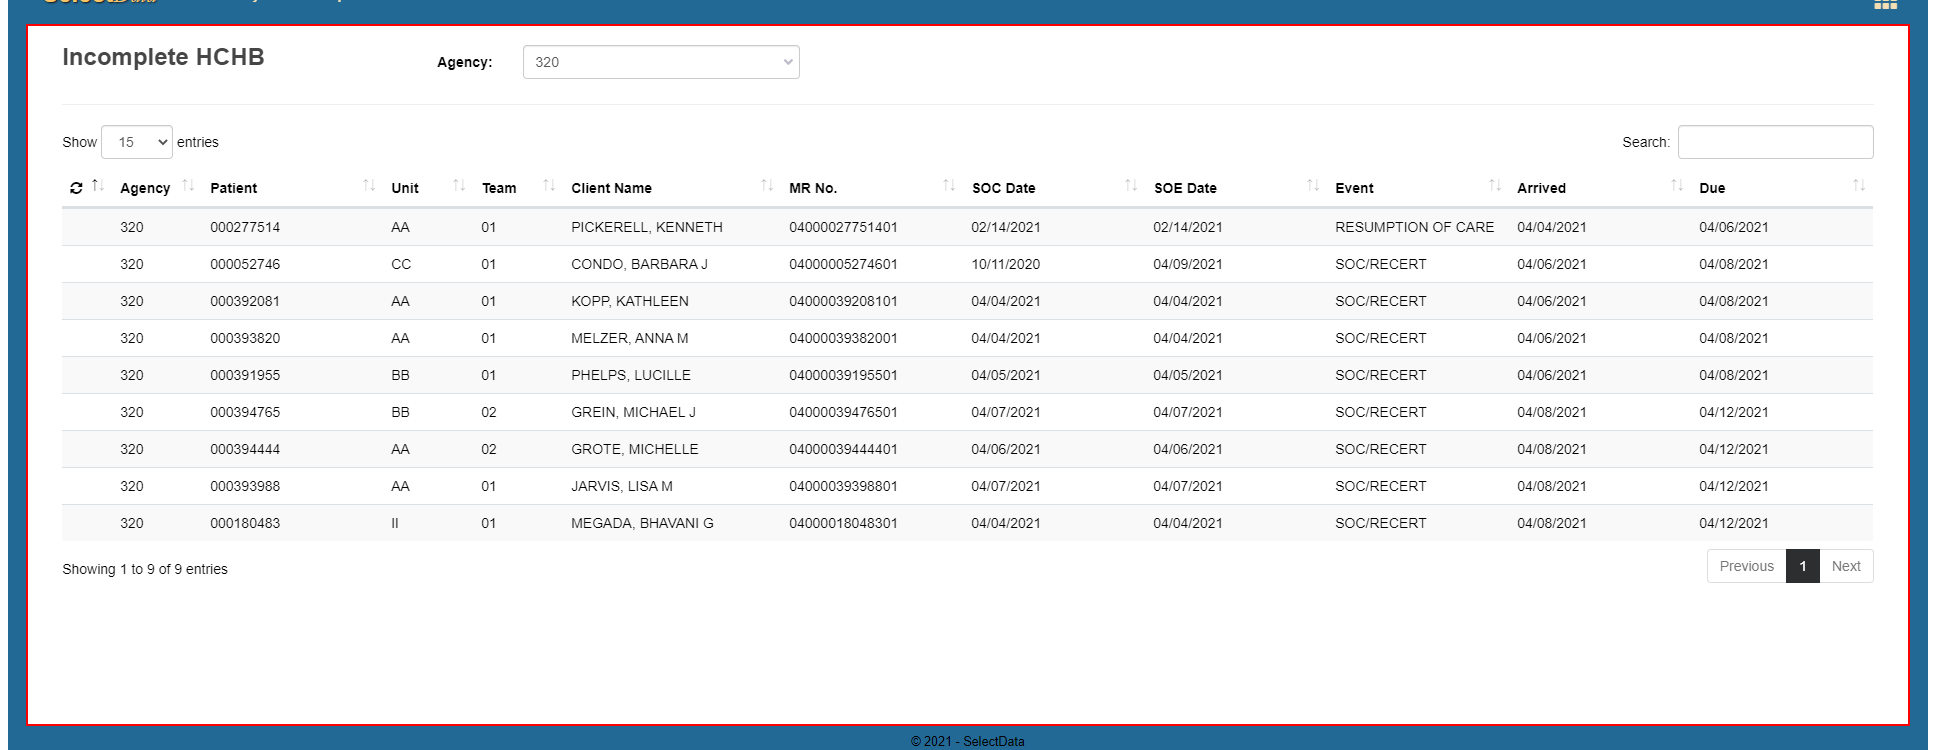 Incomplete HCHB
Agency: 320
Show 15 entries Search:
Agency Patient Unit Team Client Name MR No. SOC Date SOE Date Event Arrived Due
320 000277514 AA 01 PICKERELL, KENNETH 04000027751401 02/14/2021 02/14/2021 RESUMPTION OF CARE 04/04/2021 04/06/2021
320 000052746 CC 01 CONDO, BARBARA J 04000005274601 10/11/2020 04/09/2021 SOC/RECERT 04/06/2021 04/08/2021
320 000392081 AA 01 KOPP, KATHLEEN 04000039208101 04/04/2021 04/04/2021 SOC/RECERT 04/06/2021 04/08/2021
320 000393820 AA 01 MELZER, ANNA M 04000039382001 04/04/2021 04/04/2021 SOC/RECERT 04/06/2021 04/08/2021
320 000391955 BB 01 PHELPS, LUCILLE 04000039195501 04/05/2021 04/05/2021 SOC/RECERT 04/06/2021 04/08/2021
320 000394765 BB 02 GREIN, MICHAEL J 04000039476501 04/07/2021 04/07/2021 SOC/RECERT 04/08/2021 04/12/2021
320 000394444 AA 02 GROTE, MICHELLE 04000039444401 04/06/2021 04/06/2021 SOC/RECERT 04/08/2021 04/12/2021
320 000393988 AA 01 JARVIS, LISA M 04000039398801 04/07/2021 04/07/2021 SOC/RECERT 04/08/2021 04/12/2021
320 000180483 II 01 MEGADA, BHAVANI G 04000018048301 04/04/2021 04/04/2021 SOC/RECERT 04/08/2021 04/12/2021
Showing 1 to 9 of 9 entries Previous 1 Next
© 2021 - SelectData